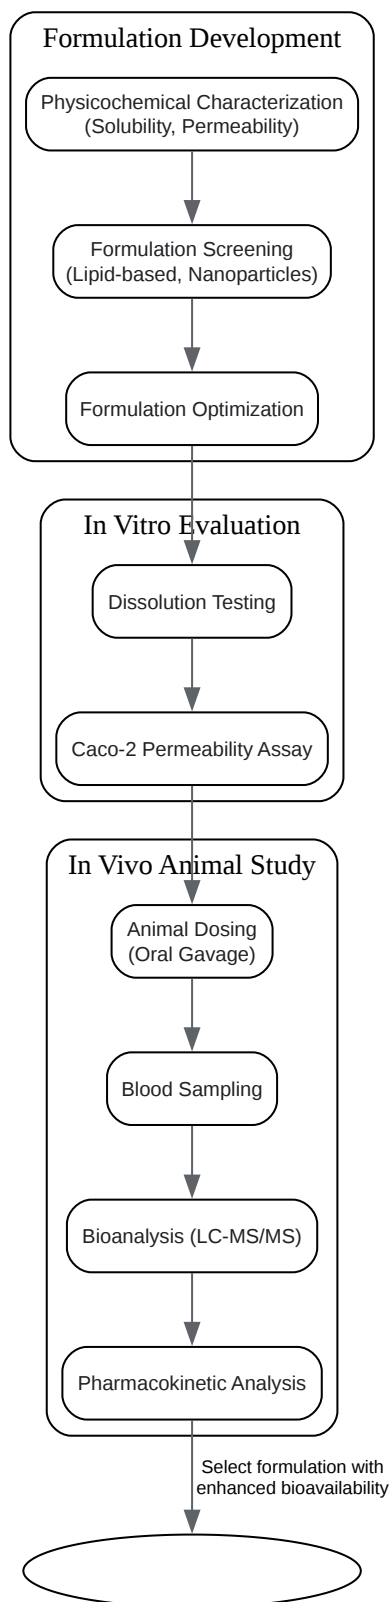 Formulation Development
Physicochemical Characterization
(Solubility, Permeability)
Formulation Screening
(Lipid-based, Nanoparticles)
Formulation Optimization
In Vitro Evaluation
Dissolution Testing
Caco-2 Permeability Assay
In Vivo Animal Study
Animal Dosing
(Oral Gavage)
Blood Sampling
Bioanalysis (LC-MS/MS)
Pharmacokinetic Analysis
Select formulation with
enhanced bioavailability